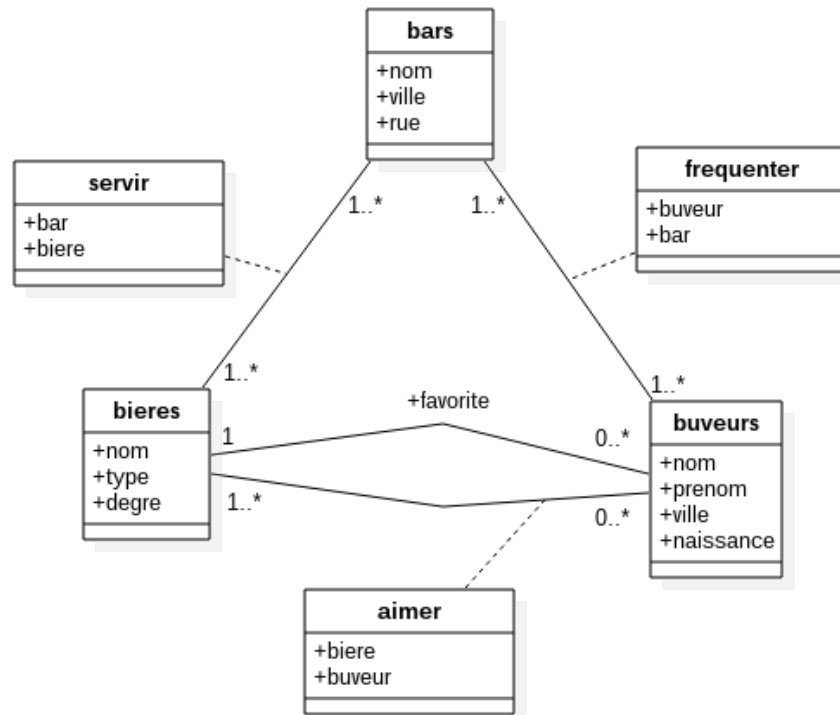 bars
+nom
+ville
+rue
servir
+bar
+biere
frequenter
+buveur
+bar
1..*
1..*
1..*
1..*
+favorite
bieres
+nom
+type
+degre
1
0..*
1..*
0..*
buveurs
+nom
+prenom
+ville
+naissance
aimer
+biere
+buveur